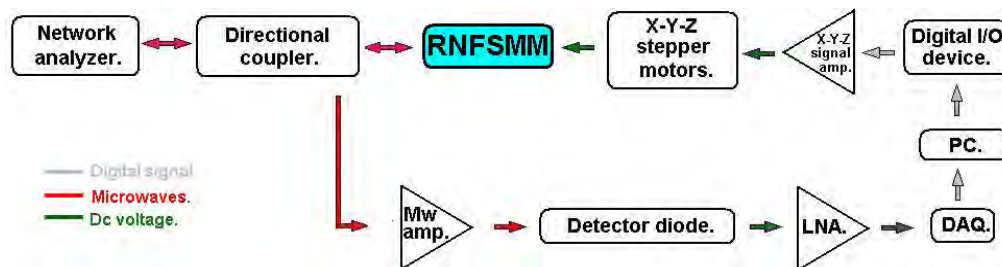 Network
analyzer.
Directional
coupler.
RNFSMM
X-Y-Z
stepper
motors.
X-Y-Z
signal
amp.
Digital I/O
device.
PC.
Digital signal
Microwaves.
Dc voltage.
Mw
amp.
Detector diode.
LNA.
DAQ.